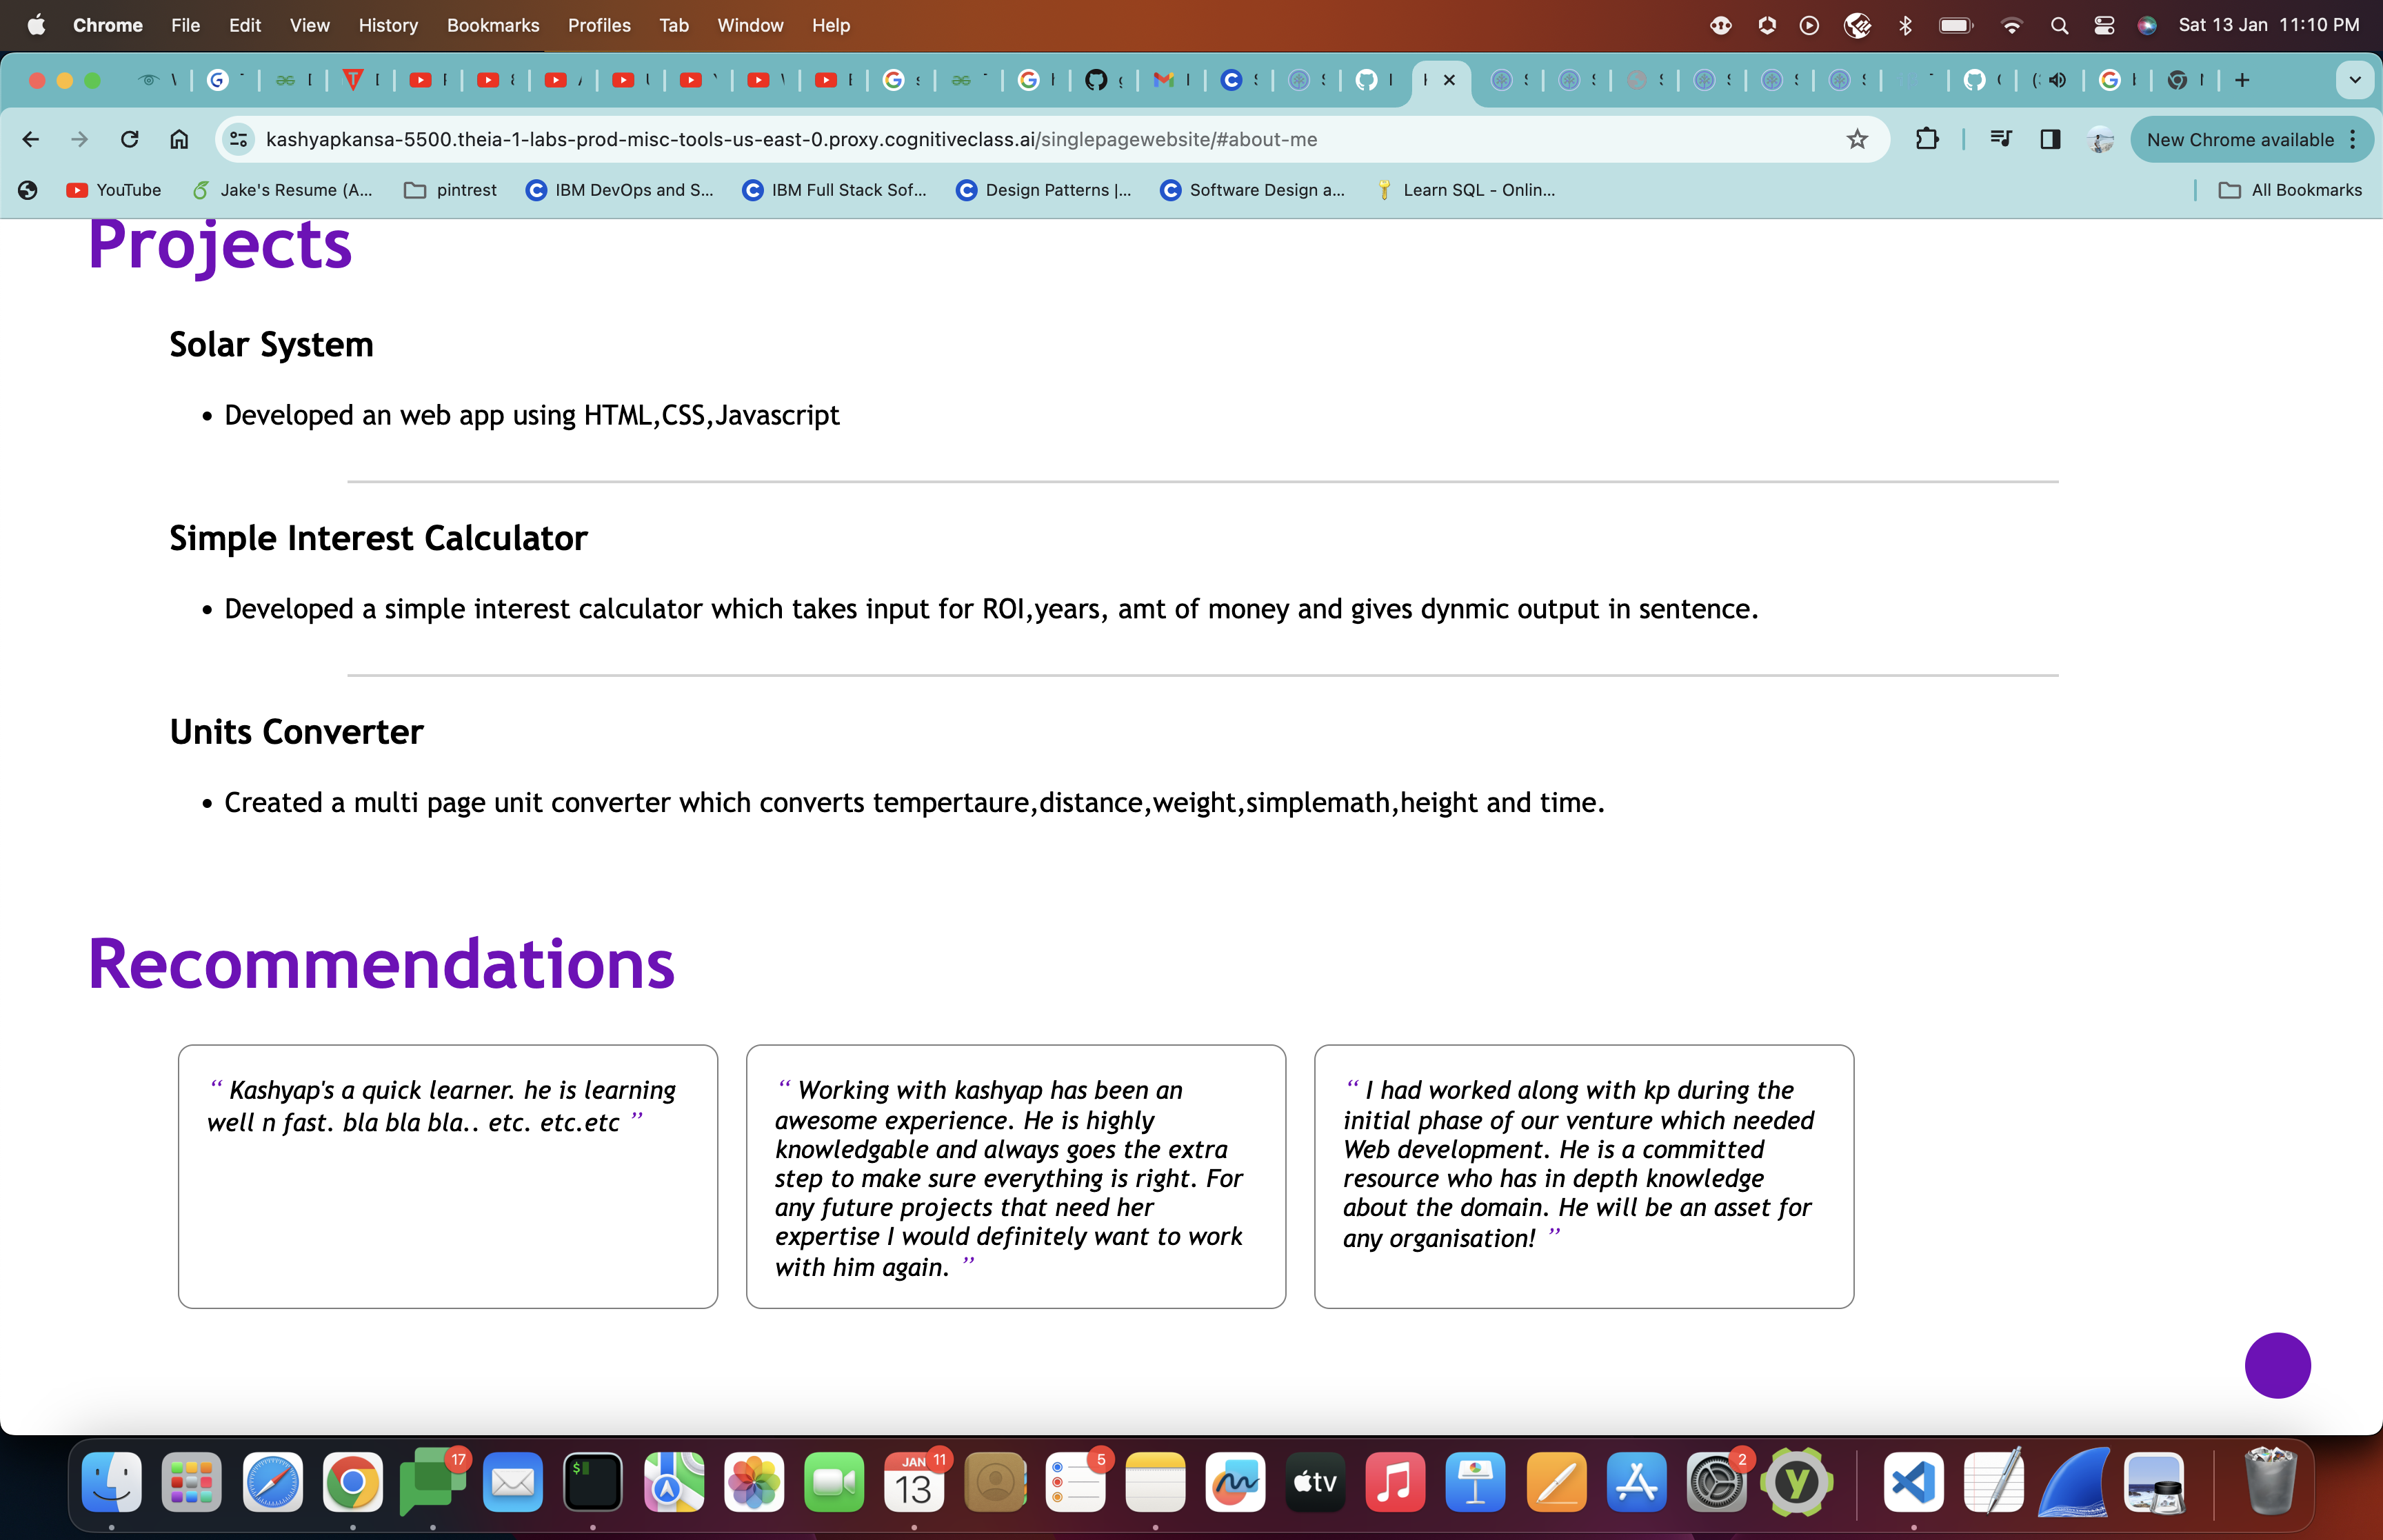 Chrome File Edit View History Bookmarks Profiles Tab Window Help Sat 13 Jan 11:10 PM
kashyapkansa-5500.theia-1-labs-prod-misc-tools-us-east-0.proxy.cognitiveclass.ai/singlepagewebsite/#about-me New Chrome available
YouTube Jake's Resume (A... pintrest IBM DevOps and S... IBM Full Stack Sof... Design Patterns |... Software Design a... Learn SQL - Onlin... All Bookmarks
Projects
Solar System
• Developed an web app using HTML,CSS,Javascript
Simple Interest Calculator
• Developed a simple interest calculator which takes input for ROI,years, amt of money and gives dynmic output in sentence.
Units Converter
• Created a multi page unit converter which converts tempertaure,distance,weight,simplemath,height and time.
Recommendations
“ Kashyap's a quick learner. he is learning
well n fast. bla bla bla.. etc. etc.etc ”
“ Working with kashyap has been an
awesome experience. He is highly
knowledgable and always goes the extra
step to make sure everything is right. For
any future projects that need her
expertise I would definitely want to work
with him again. ”
“ I had worked along with kp during the
initial phase of our venture which needed
Web development. He is a committed
resource who has in depth knowledge
about the domain. He will be an asset for
any organisation! ”
17
JAN 11
13
5
tv
2